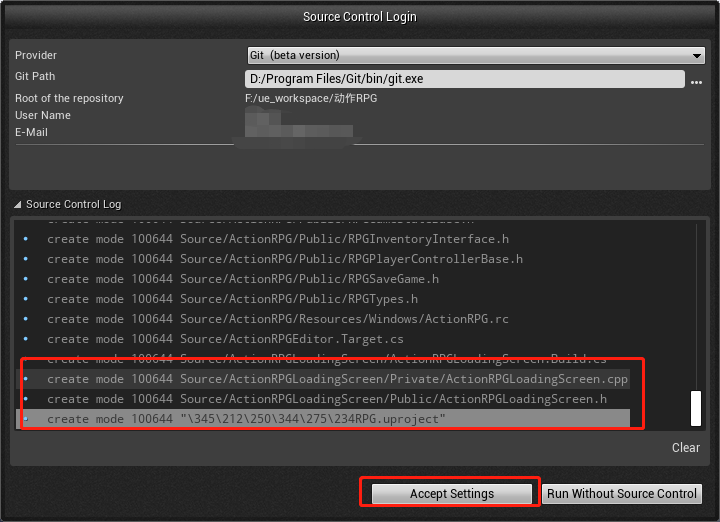 Source Control Login
Provider
Git (beta version)
Git Path
D:/Program Files/Git/bin/git.exe
...
Root of the repository
F:/ue_workspace/动作RPG
User Name
E-Mail
Source Control Log
create mode 100644 Source/ActionRPG/Public/RPGInventoryInterface.h
create mode 100644 Source/ActionRPG/Public/RPGPlayerControllerBase.h
create mode 100644 Source/ActionRPG/Public/RPGSaveGame.h
create mode 100644 Source/ActionRPG/Public/RPGTypes.h
create mode 100644 Source/ActionRPG/Resources/Windows/ActionRPG.rc
create mode 100644 Source/ActionRPGEditor.Target.cs
create mode 100644 Source/ActionRPGLoadingScreen/ActionRPGLoadingScreen.Build.cs
create mode 100644 Source/ActionRPGLoadingScreen/Private/ActionRPGLoadingScreen.cpp
create mode 100644 Source/ActionRPGLoadingScreen/Public/ActionRPGLoadingScreen.h
create mode 100644 "\345\212\250\344\275\234RPG.uproject"
Clear
Accept Settings
Run Without Source Control